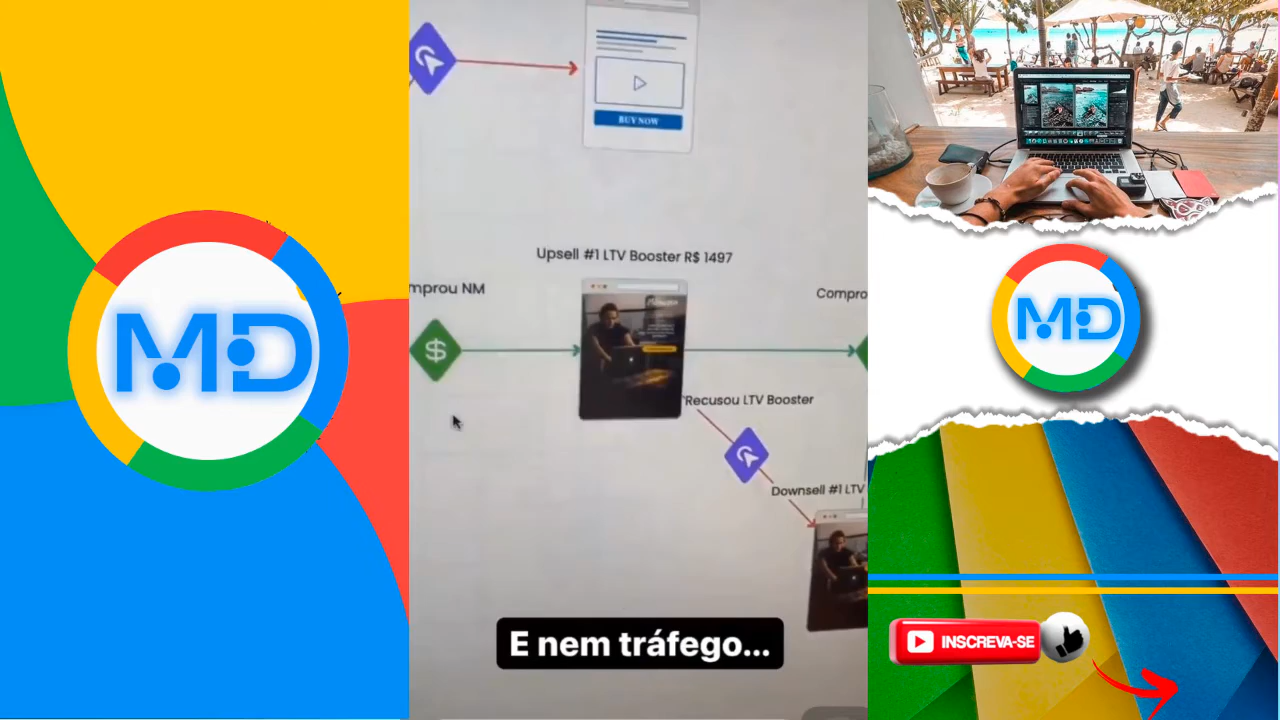 MD
BUY NOW
Upsell #1 LTV Booster R$ 1497
mprou NM
Compro
Recusou LTV Booster
Downsell #1 LTV
E nem tráfego...
MD
INSCREVA-SE